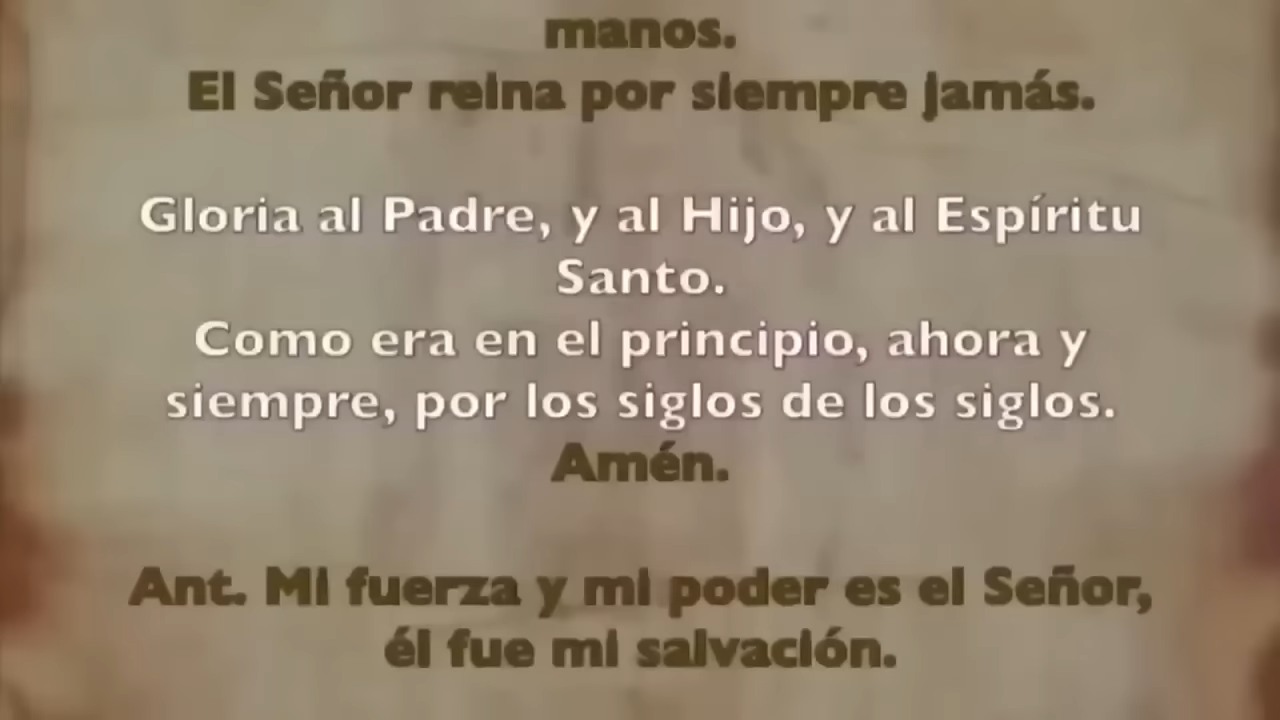 manos.
El Señor reina por siempre jamás.
Gloria al Padre, y al Hijo, y al Espíritu
Santo.
Como era en el principio, ahora y
siempre, por los siglos de los siglos.
Amén.
Ant. Mi fuerza y mi poder es el Señor,
él fue mi salvación.